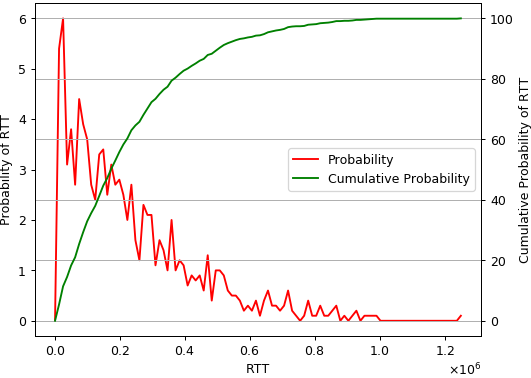 6
5
4
3
2
1
0
Probability of RTT
100
80
60
40
20
0
Cumulative Probability of RTT
Probability
Cumulative Probability
0.0 0.2 0.4 0.6 0.8 1.0 1.2
×10⁶
RTT